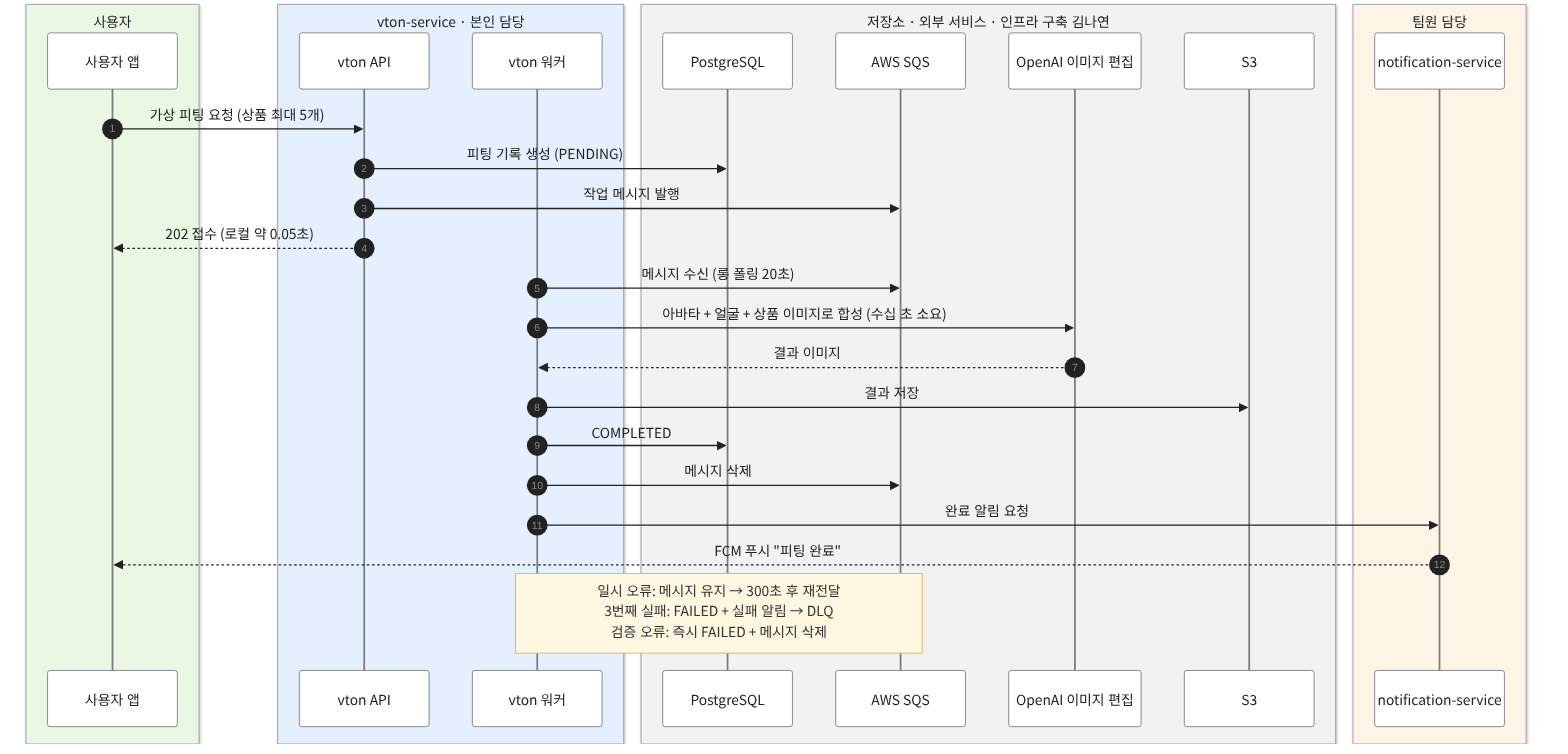 사용자
vton-service · 본인 담당
저장소 · 외부 서비스 · 인프라 구축 김나연
팀원 담당
사용자 앱
vton API
vton 워커
PostgreSQL
AWS SQS
OpenAI 이미지 편집
S3
notification-service
가상 피팅 요청 (상품 최대 5개)
1
피팅 기록 생성 (PENDING)
2
작업 메시지 발행
3
202 접수 (로컬 약 0.05초)
4
메시지 수신 (롱 폴링 20초)
5
아바타 + 얼굴 + 상품 이미지로 합성 (수십 초 소요)
6
결과 이미지
7
결과 저장
8
COMPLETED
9
메시지 삭제
10
완료 알림 요청
11
FCM 푸시 "피팅 완료"
12
일시 오류: 메시지 유지 → 300초 후 재전달
3번째 실패: FAILED + 실패 알림 → DLQ
검증 오류: 즉시 FAILED + 메시지 삭제
사용자 앱
vton API
vton 워커
PostgreSQL
AWS SQS
OpenAI 이미지 편집
S3
notification-service